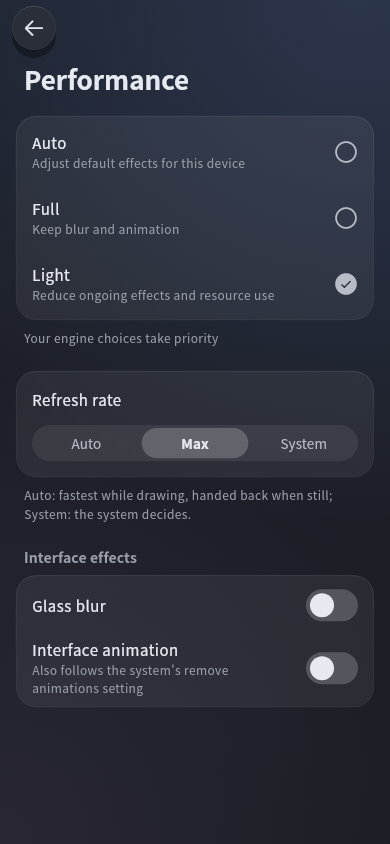 Performance
Auto
Adjust default effects for this device
Full
Keep blur and animation
Light
Reduce ongoing effects and resource use
Your engine choices take priority
Refresh rate
Auto
Max
System
Auto: fastest while drawing, handed back when still;
System: the system decides.
Interface effects
Glass blur
Interface animation
Also follows the system's remove
animations setting